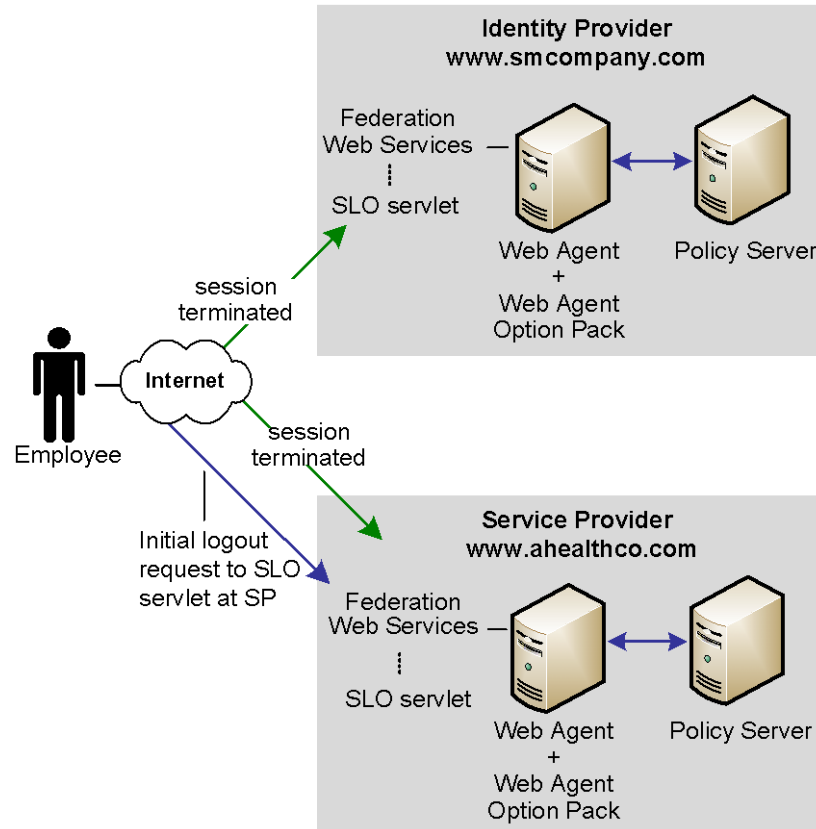 Identity Provider
www.smcompany.com
Federation
Web Services
SLO servlet
Web Agent
+
Web Agent
Option Pack
Policy Server
session
terminated
Internet
Employee
session
terminated
Initial logout
request to SLO
servlet at SP
Service Provider
www.ahealthco.com
Federation
Web Services
SLO servlet
Web Agent
+
Web Agent
Option Pack
Policy Server